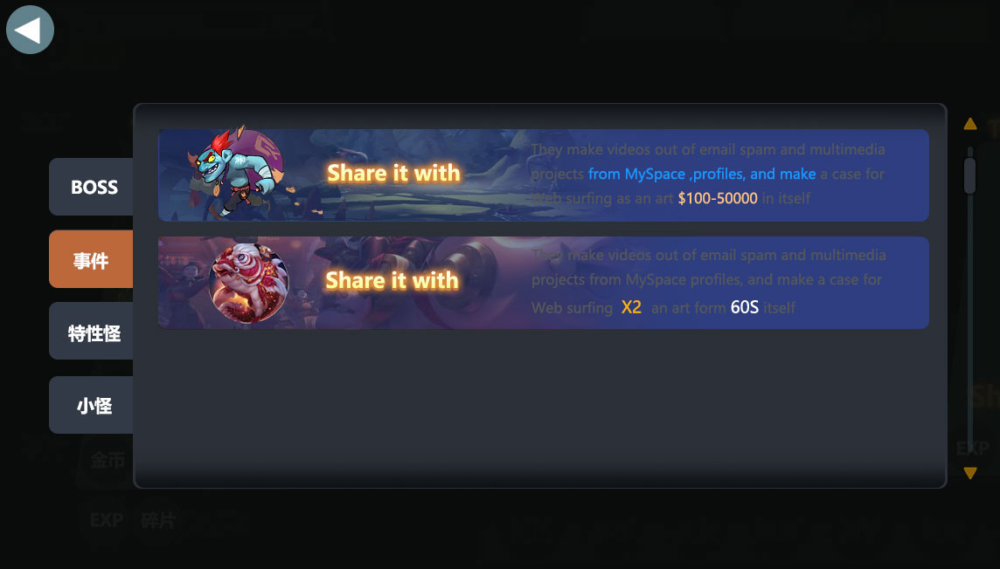 BOSS
事件
特性怪
小怪
Share it with
They make videos out of email spam and multimedia
projects from MySpace ,profiles, and make a case for
Web surfing as an art $100-50000 in itself
Share it with
They make videos out of email spam and multimedia
projects from MySpace profiles, and make a case for
Web surfing X2 an art form 60S itself
金币
EXP
EXP 碎片